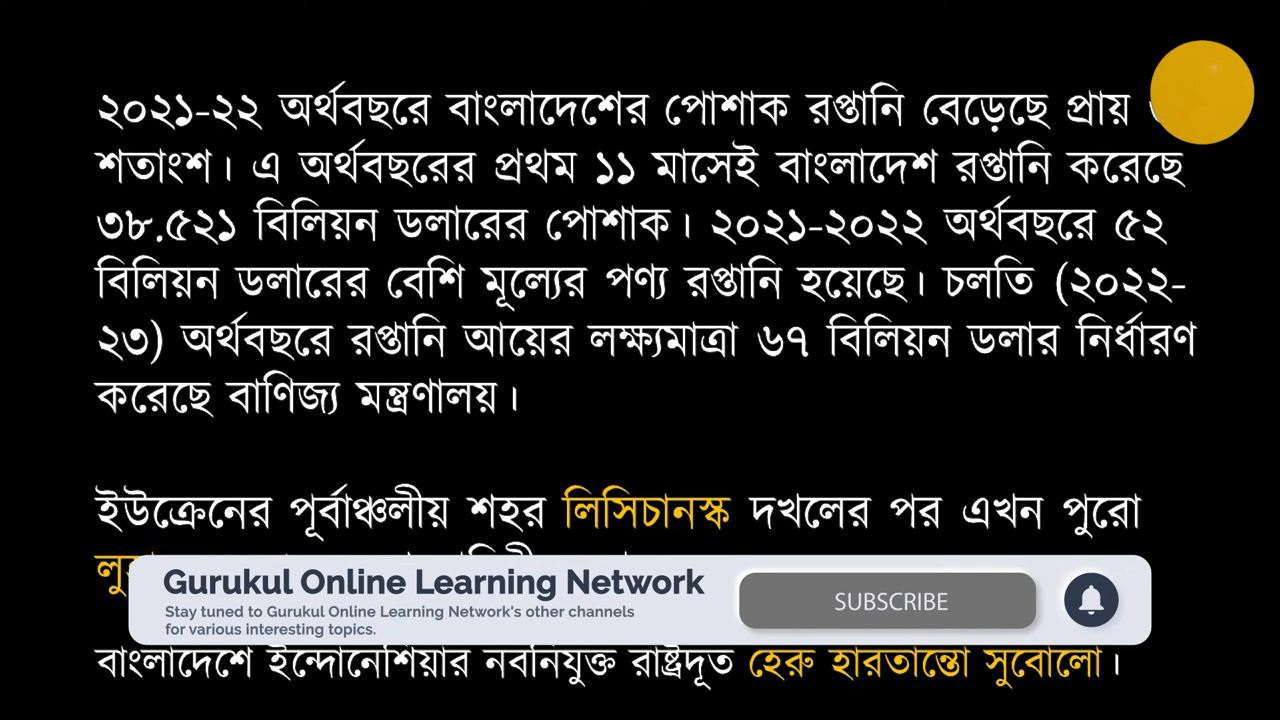 ২০২১-২২ অর্থবছরে বাংলাদেশের পোশাক রপ্তানি বেড়েছে প্রায়
শতাংশ। এ অর্থবছরের প্রথম ১১ মাসেই বাংলাদেশ রপ্তানি করেছে
৩৮.৫২১ বিলিয়ন ডলারের পোশাক। ২০২১-২০২২ অর্থবছরে ৫২
বিলিয়ন ডলারের বেশি মূল্যের পণ্য রপ্তানি হয়েছে। চলতি (২০২২-
২৩) অর্থবছরে রপ্তানি আয়ের লক্ষ্যমাত্রা ৬৭ বিলিয়ন ডলার নির্ধারণ
করেছে বাণিজ্য মন্ত্রণালয়।
ইউক্রেনের পূর্বাঞ্চলীয় শহর লিসিচানস্ক দখলের পর এখন পুরো
Gurukul Online Learning Network
Stay tuned to Gurukul Online Learning Network's other channels
for various interesting topics.
SUBSCRIBE
বাংলাদেশে ইন্দোনেশিয়ার নবনিযুক্ত রাষ্ট্রদূত হেরু হারতান্তো সুবোলো।